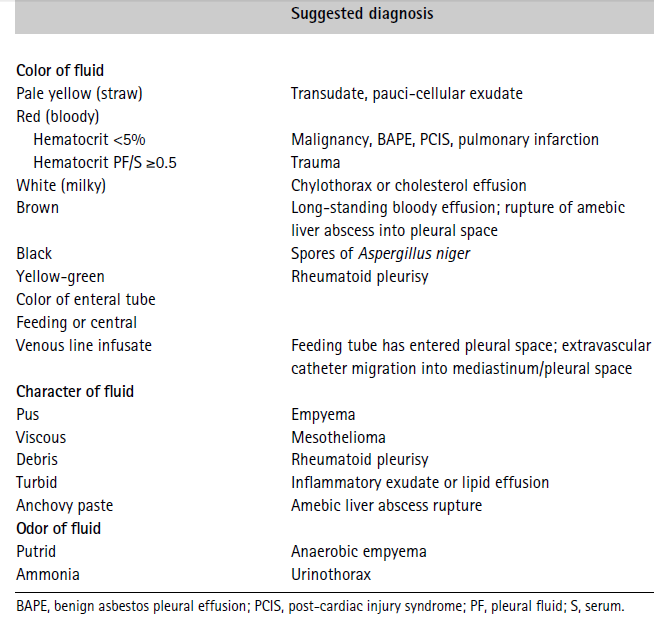 Suggested diagnosis
Color of fluid
Pale yellow (straw) Transudate, pauci-cellular exudate
Red (bloody)
Hematocrit <5% Malignancy, BAPE, PCIS, pulmonary infarction
Hematocrit PF/S ≥0.5 Trauma
White (milky) Chylothorax or cholesterol effusion
Brown Long-standing bloody effusion; rupture of amebic
liver abscess into pleural space
Black Spores of Aspergillus niger
Yellow-green Rheumatoid pleurisy
Color of enteral tube
Feeding or central
Venous line infusate Feeding tube has entered pleural space; extravascular
catheter migration into mediastinum/pleural space
Character of fluid
Pus Empyema
Viscous Mesothelioma
Debris Rheumatoid pleurisy
Turbid Inflammatory exudate or lipid effusion
Anchovy paste Amebic liver abscess rupture
Odor of fluid
Putrid Anaerobic empyema
Ammonia Urinothorax
BAPE, benign asbestos pleural effusion; PCIS, post-cardiac injury syndrome; PF, pleural fluid; S, serum.